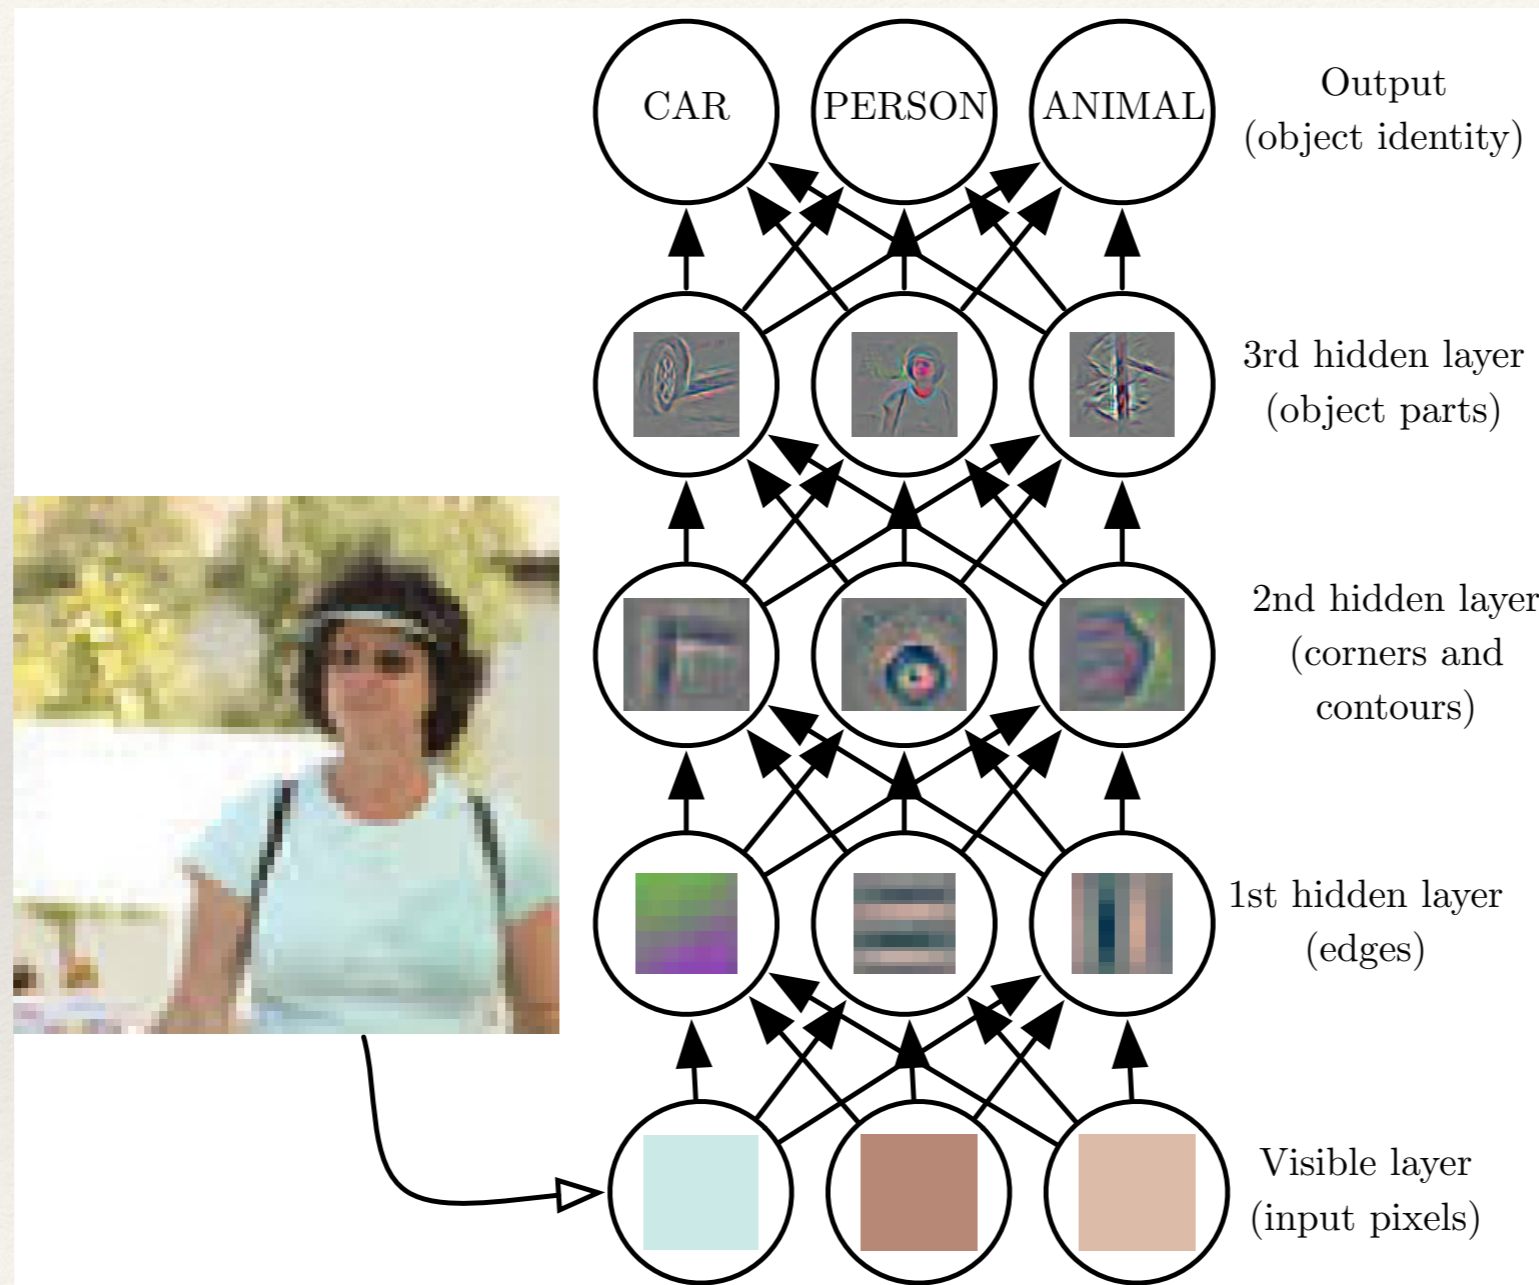 CAR PERSON ANIMAL
Output
(object identity)
3rd hidden layer
(object parts)
2nd hidden layer
(corners and
contours)
1st hidden layer
(edges)
Visible layer
(input pixels)